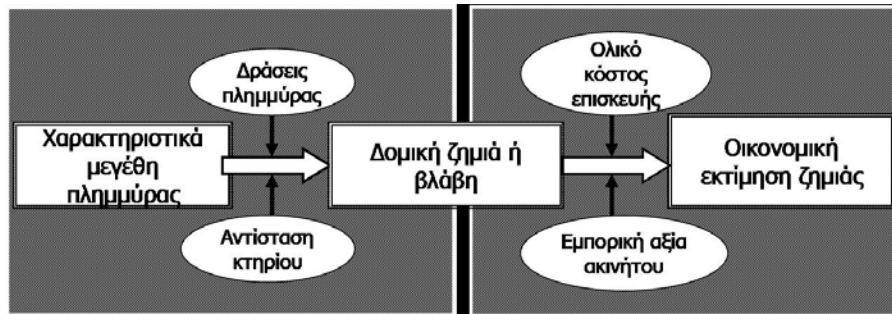 Δράσεις
πλημμύρας
Ολικό
κόστος
επισκευής
Χαρακτηριστικά
μεγέθη
πλημμύρας
Δομική ζημιά ή
βλάβη
Οικονομική
εκτίμηση ζημιάς
Αντίσταση
κτηρίου
Εμπορική αξία
ακινήτου